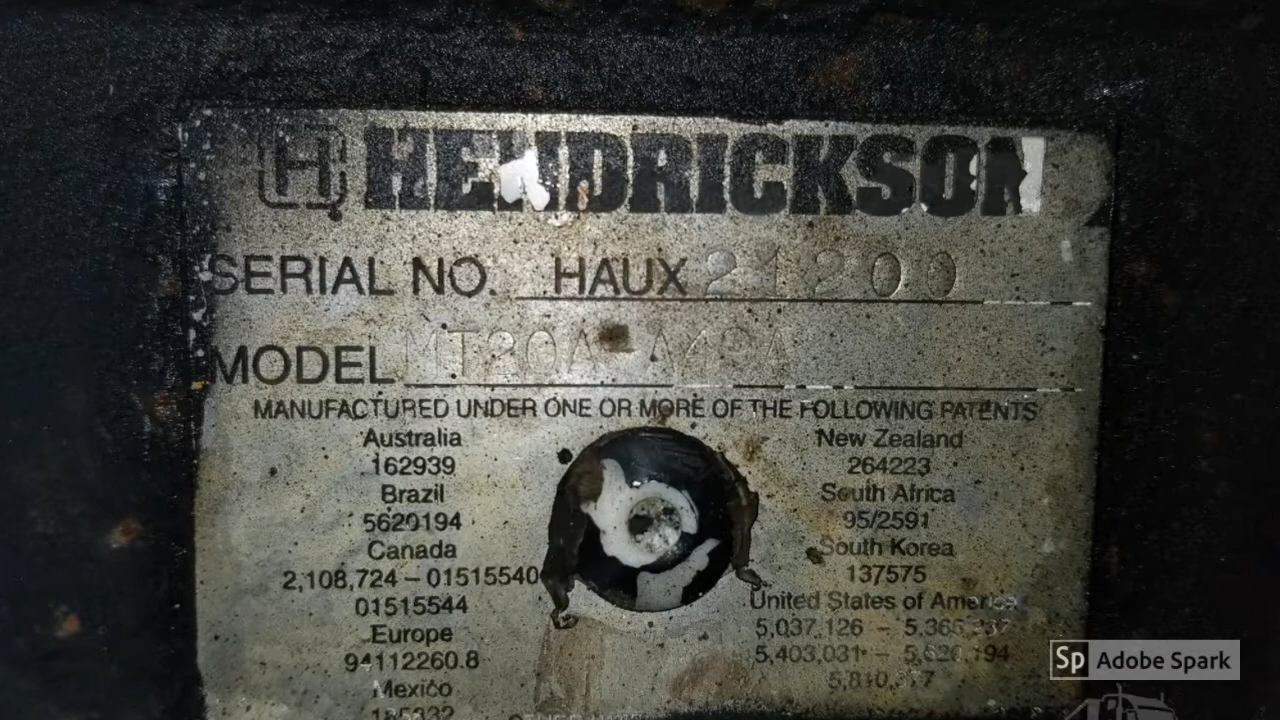 H HENDRICKSON
SERIAL NO. HAUX 21200
MODEL
MANUFACTURED UNDER ONE OR MORE OF THE FOLLOWING PATENTS
Australia
162939
Brazil
5620194
Canada
2,108,724 – 01515540
01515544
Europe
94112260.8
Mexico
New Zealand
264223
South Africa
95/2591
South Korea
137575
United States of America
5,037,126 –
5,403,031 –
Sp Adobe Spark